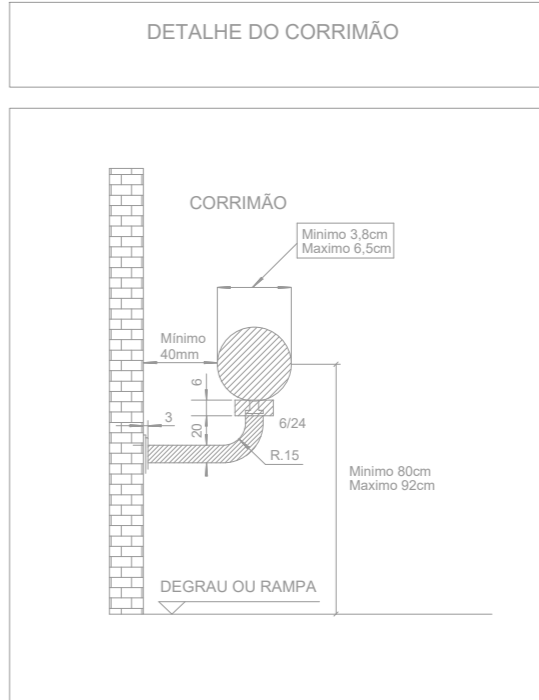 DETALHE DO CORRIMÃO
CORRIMÃO
Minimo 3,8cm
Maximo 6,5cm
Mínimo
40mm
6
3
20
6/24
R.15
Minimo 80cm
Maximo 92cm
DEGRAU OU RAMPA